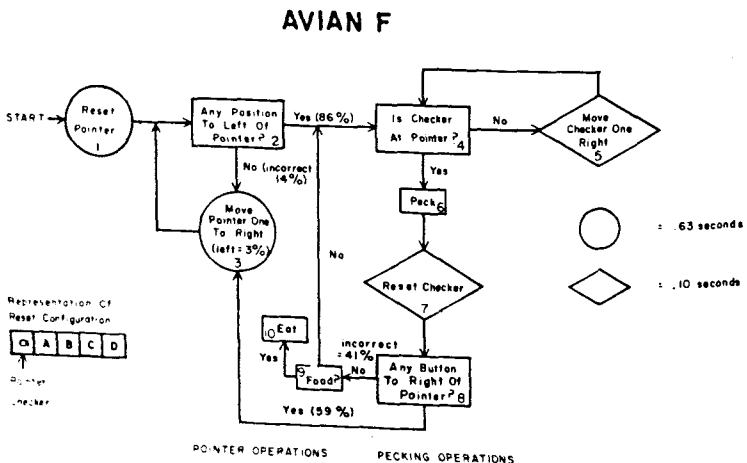 AVIAN F
START
Reset
Pointer
1
Any Position
To Left Of
Pointer? 2
Yes (86%)
Is Checker
At Pointer? 4
No
Move
Checker One
Right
5
No (incorrect
14%)
Yes
Move
Pointer One
To Right
(left = 3%)
3
Peck 6
= .63 seconds
No
Reset Checker
7
= .10 seconds
Representation Of
Reset Configuration
A B C D
Pointer
Checker
10 Eat
Yes
9 Food?
incorrect
= 41%
No
Any Button
To Right Of
Pointer? 8
Yes (59%)
POINTER OPERATIONS
PECKING OPERATIONS